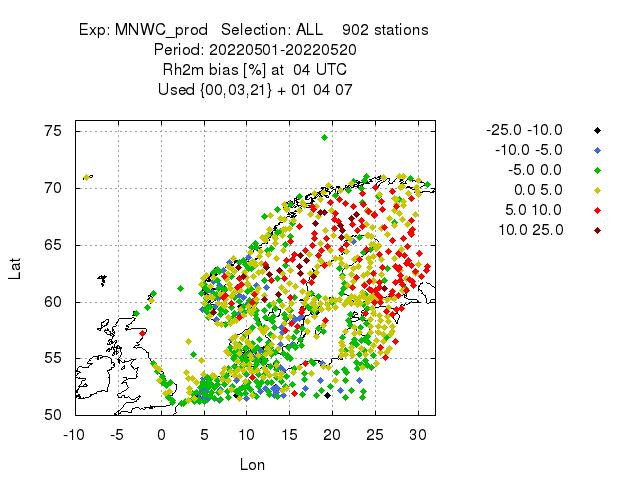 Exp: MNWC_prod   Selection: ALL    902 stations
Period: 20220501-20220520
Rh2m bias [%] at  04 UTC
Used {00,03,21} + 01 04 07
-25.0 -10.0
-10.0 -5.0
-5.0 0.0
0.0 5.0
5.0 10.0
10.0 25.0
75
70
65
60
55
50
Lat
-10 -5 0 5 10 15 20 25 30
Lon